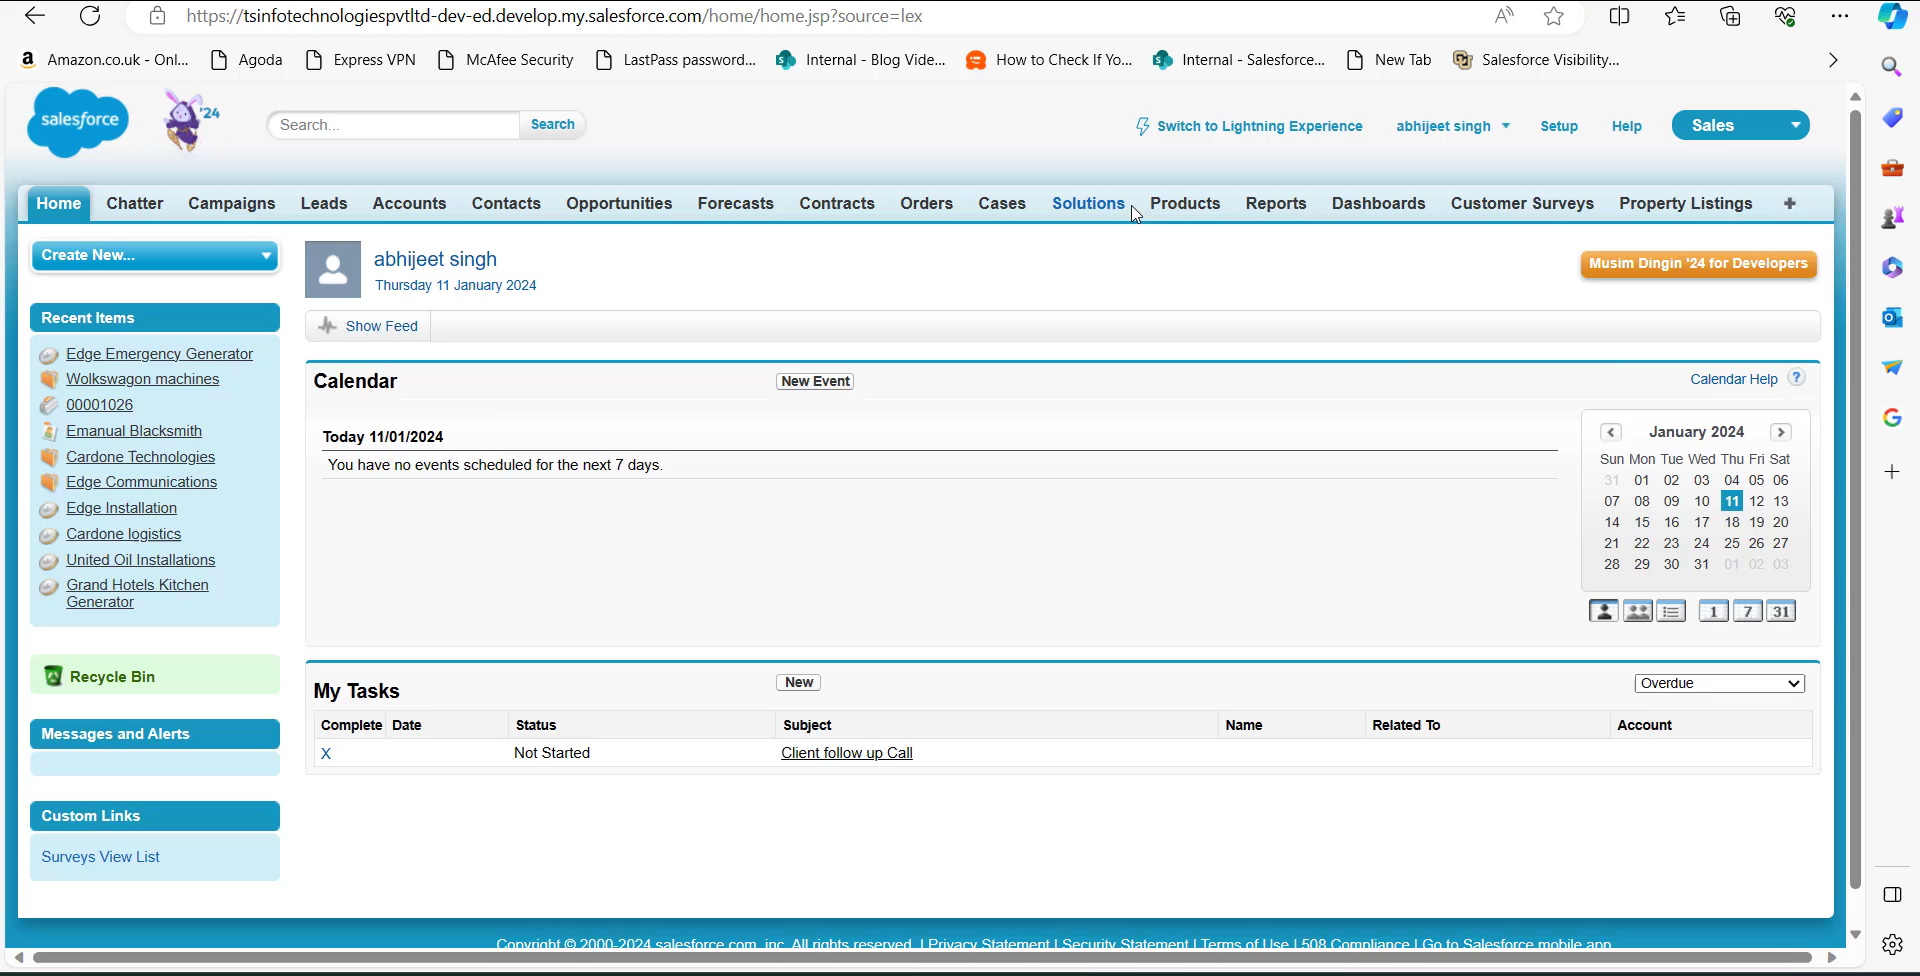 https://tsinfotechnologiespvtltd-dev-ed.develop.my.salesforce.com/home/home.jsp?source=lex
Amazon.co.uk - Onl... Agoda Express VPN McAfee Security LastPass password... Internal - Blog Vide... How to Check If Yo... Internal - Salesforce... New Tab Salesforce Visibility...
salesforce '24 Search... Search Switch to Lightning Experience abhijeet singh Setup Help Sales
Home Chatter Campaigns Leads Accounts Contacts Opportunities Forecasts Contracts Orders Cases Solutions Products Reports Dashboards Customer Surveys Property Listings +
Create New...
Recent Items
Edge Emergency Generator
Wolkswagon machines
00001026
Emanual Blacksmith
Cardone Technologies
Edge Communications
Edge Installation
Cardone logistics
United Oil Installations
Grand Hotels Kitchen
Generator
Recycle Bin
Messages and Alerts
Custom Links
Surveys View List
abhijeet singh
Thursday 11 January 2024
Musim Dingin '24 for Developers
Show Feed
Calendar New Event Calendar Help ?
Today 11/01/2024
You have no events scheduled for the next 7 days.
January 2024
Sun Mon Tue Wed Thu Fri Sat
31 01 02 03 04 05 06
07 08 09 10 11 12 13
14 15 16 17 18 19 20
21 22 23 24 25 26 27
28 29 30 31 01 02 03
1 7 31
My Tasks New Overdue
Complete Date Status Subject Name Related To Account
X Not Started Client follow up Call
Copyright © 2000-2024 salesforce.com, inc. All rights reserved. | Privacy Statement | Security Statement | Terms of Use | 508 Compliance | Go to Salesforce mobile app